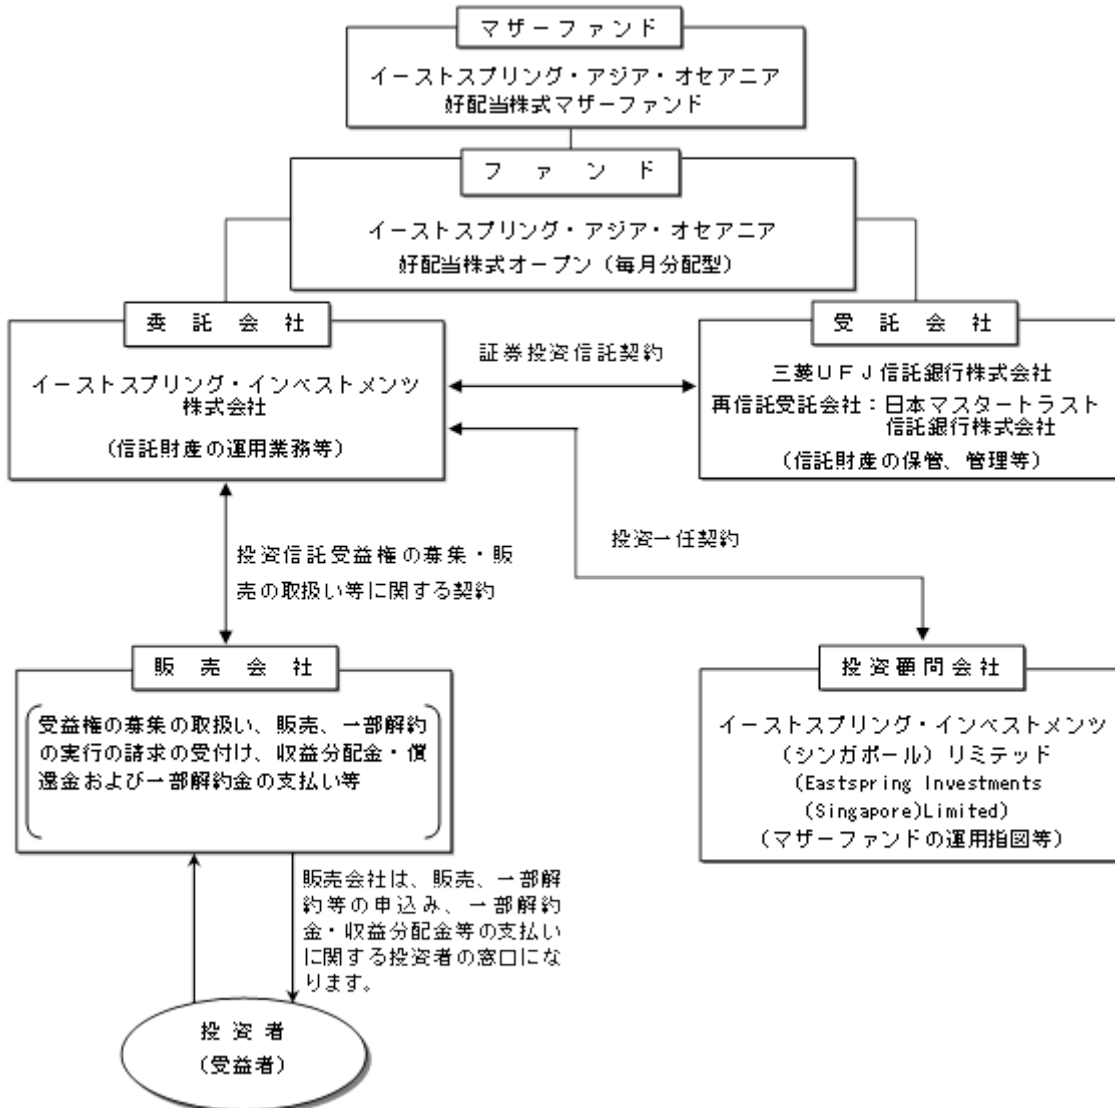 マザーファンド
イーストスプリング・アジア・オセアニア
好配当株式マザーファンド
ファンド
イーストスプリング・アジア・オセアニア
好配当株式オープン（毎月分配型）
委託会社
イーストスプリング・インベストメンツ
株式会社
（信託財産の運用業務等）
証券投資信託契約
受託会社
三菱ＵＦＪ信託銀行株式会社
再信託受託会社：日本マスタートラスト
信託銀行株式会社
（信託財産の保管、管理等）
投資信託受益権の募集・販
売の取扱い等に関する契約
投資一任契約
販売会社
受益権の募集の取扱い、販売、一部解約
の実行の請求の受付け、収益分配金・償
還金および一部解約金の支払い等
投資顧問会社
イーストスプリング・インベストメンツ
（シンガポール）リミテッド
(Eastspring Investments
(Singapore)Limited)
（マザーファンドの運用指図等）
販売会社は、販売、一部解
約等の申込み、一部解約
金・収益分配金等の支払い
に関する投資者の窓口にな
ります。
投資者
（受益者）